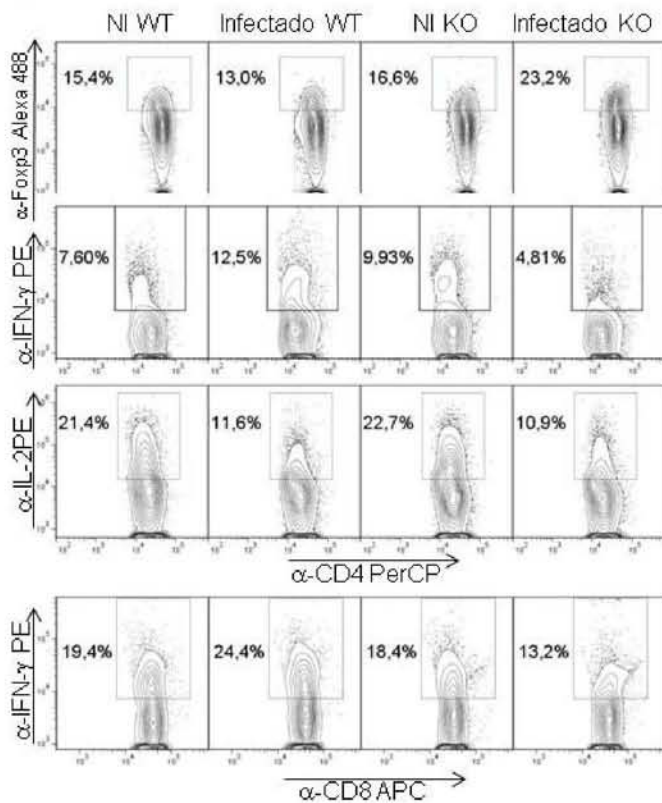 NI WT Infectado WT NI KO Infectado KO
α-Foxp3 Alexa 488
15,4% 13,0% 16,6% 23,2%
α-IFN-γ PE
7,60% 12,5% 9,93% 4,81%
α-IL-2PE
21,4% 11,6% 22,7% 10,9%
α-CD4 PerCP
α-IFN-γ PE
19,4% 24,4% 18,4% 13,2%
α-CD8 APC